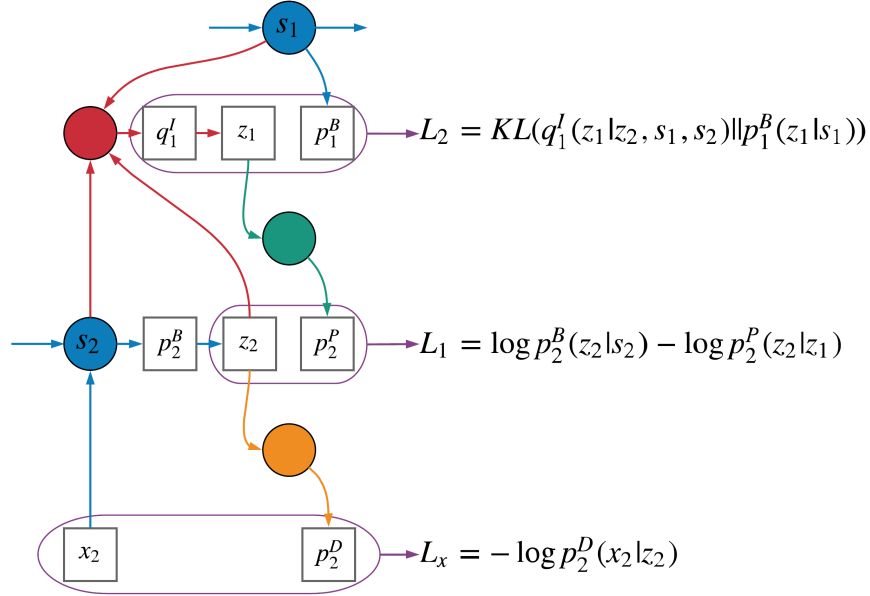 s₁
q₁ᴵ z₁ p₁ᴮ L₂ = KL(q₁ᴵ(z₁|z₂, s₁, s₂)||p₁ᴮ(z₁|s₁))
s₂ p₂ᴮ z₂ p₂ᴾ L₁ = log p₂ᴮ(z₂|s₂) − log p₂ᴾ(z₂|z₁)
x₂ p₂ᴰ Lₓ = − log p₂ᴰ(x₂|z₂)